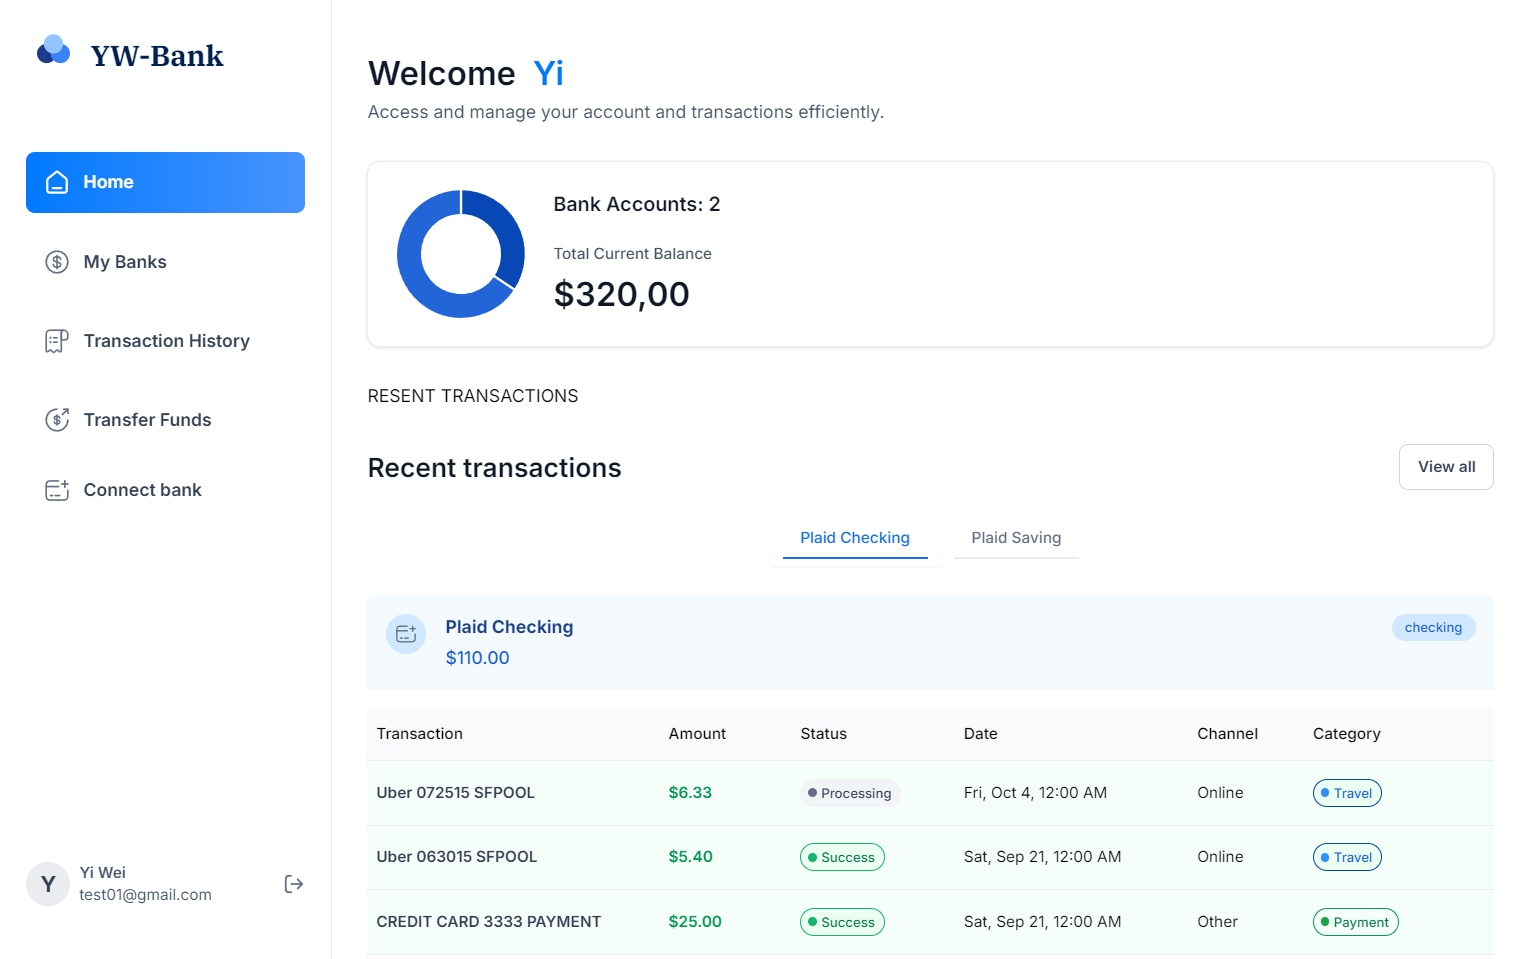 YW-Bank
Home
My Banks
Transaction History
Transfer Funds
Connect bank
Y
Yi Wei
test01@gmail.com
Welcome Yi
Access and manage your account and transactions efficiently.
Bank Accounts: 2
Total Current Balance
$320,00
RESENT TRANSACTIONS
Recent transactions
View all
Plaid Checking Plaid Saving
Plaid Checking
$110.00
checking
Transaction Amount Status Date Channel Category
Uber 072515 SFPOOL $6.33 Processing Fri, Oct 4, 12:00 AM Online Travel
Uber 063015 SFPOOL $5.40 Success Sat, Sep 21, 12:00 AM Online Travel
CREDIT CARD 3333 PAYMENT $25.00 Success Sat, Sep 21, 12:00 AM Other Payment